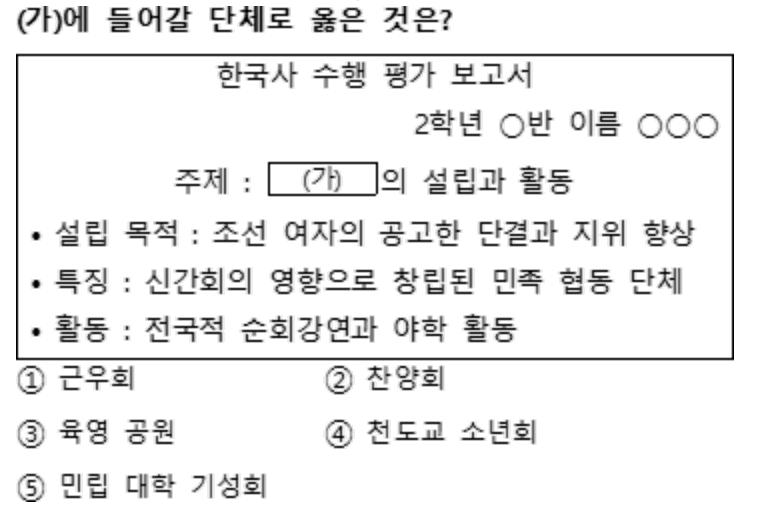 (가)에 들어갈 단체로 옳은 것은?
한국사 수행 평가 보고서
2학년 ○반 이름 ○○○
주제 : (가) 의 설립과 활동
• 설립 목적 : 조선 여자의 공고한 단결과 지위 향상
• 특징 : 신간회의 영향으로 창립된 민족 협동 단체
• 활동 : 전국적 순회강연과 야학 활동
① 근우회 ② 찬양회
③ 육영 공원 ④ 천도교 소년회
⑤ 민립 대학 기성회